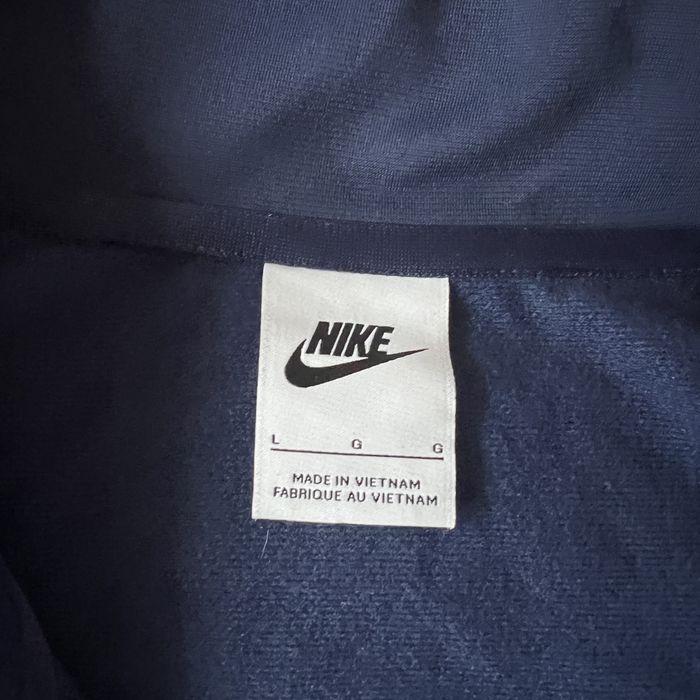 NIKE
L G G
MADE IN VIETNAM
FABRIQUE AU VIETNAM